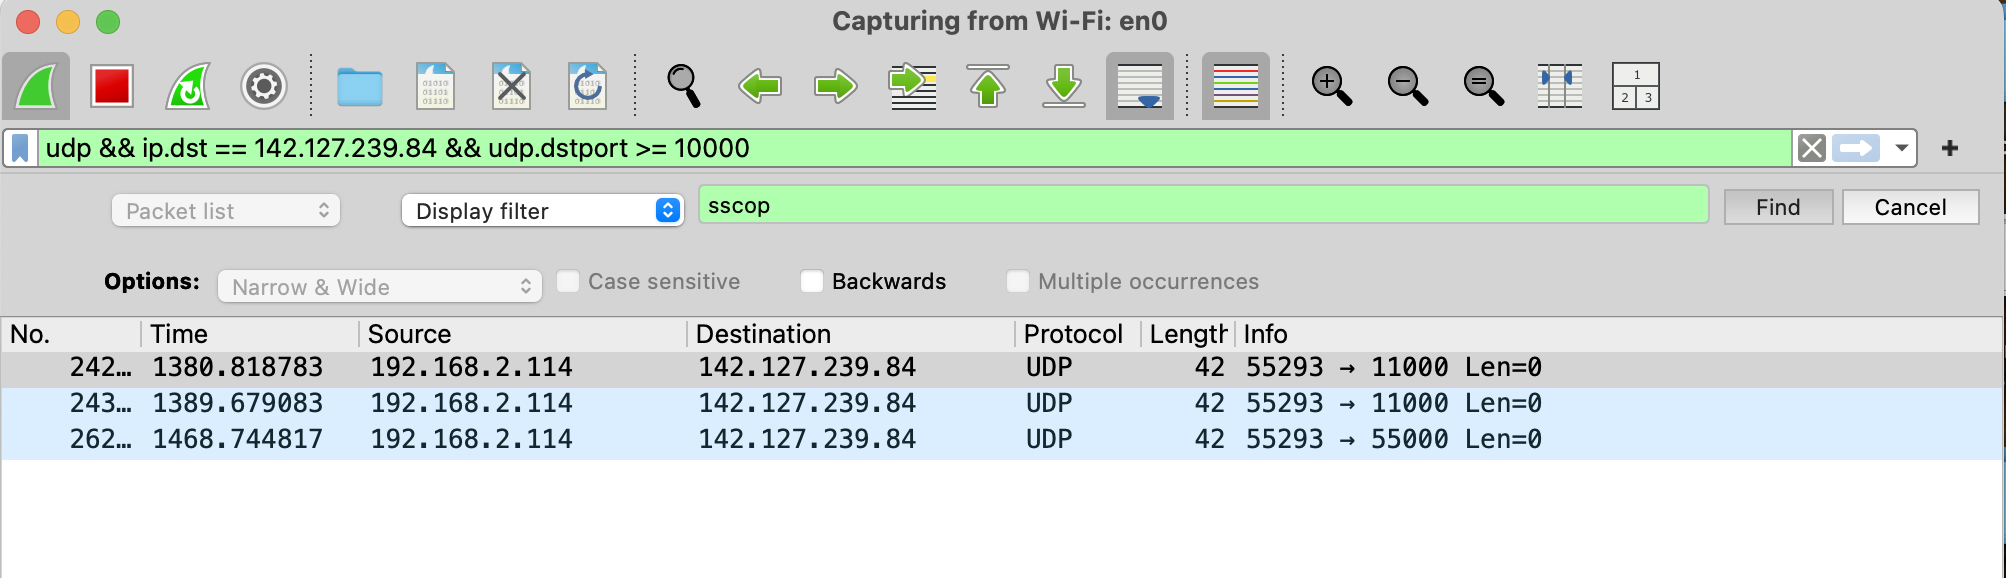 Capturing from Wi-Fi: en0
udp && ip.dst == 142.127.239.84 && udp.dstport >= 10000
Packet list Display filter sscop Find Cancel
Options: Narrow & Wide Case sensitive Backwards Multiple occurrences
No. Time Source Destination Protocol Length Info
242… 1380.818783 192.168.2.114 142.127.239.84 UDP 42 55293 → 11000 Len=0
243… 1389.679083 192.168.2.114 142.127.239.84 UDP 42 55293 → 11000 Len=0
262… 1468.744817 192.168.2.114 142.127.239.84 UDP 42 55293 → 55000 Len=0